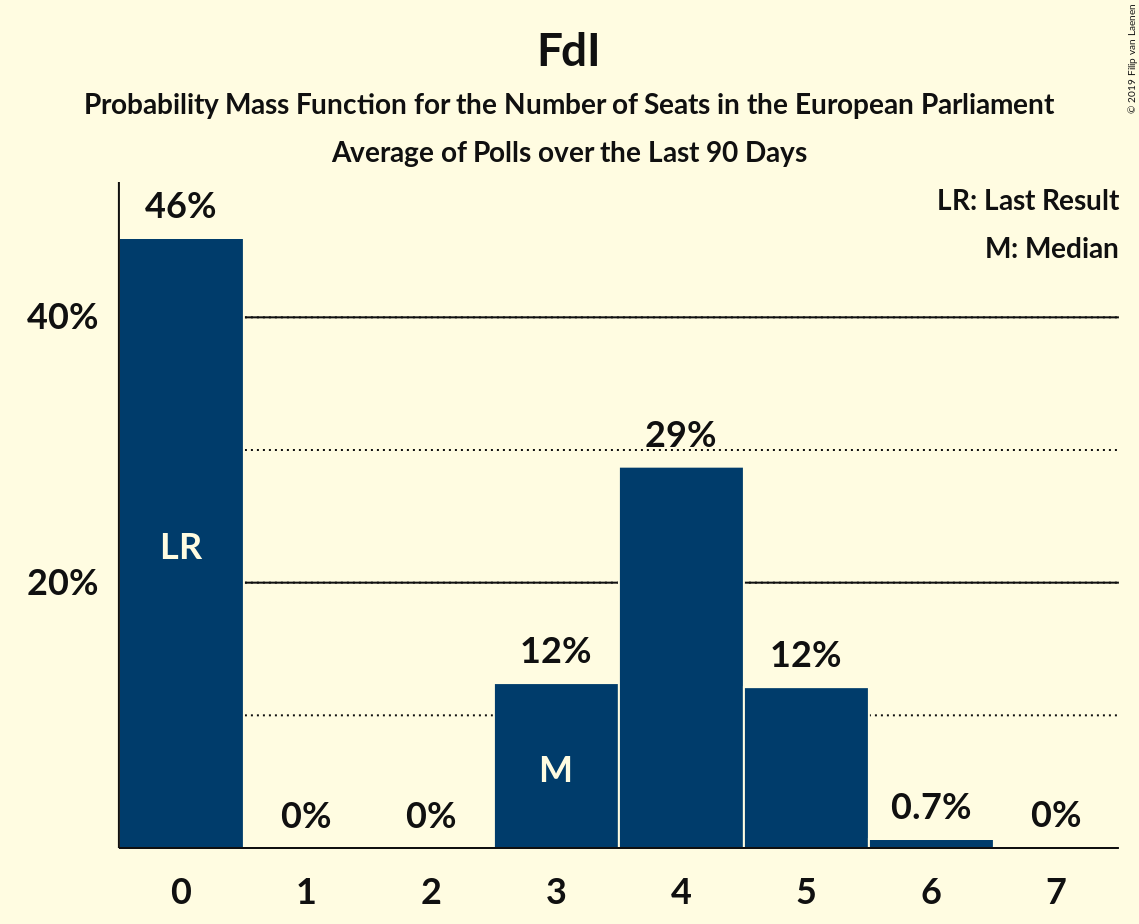 FdI
Probability Mass Function for the Number of Seats in the European Parliament
Average of Polls over the Last 90 Days
© 2019 Filip van Laenen
LR: Last Result
M: Median
46%
40%
29%
LR
20%
12%
12%
M
0%
0%
0.7%
0%
0 1 2 3 4 5 6 7